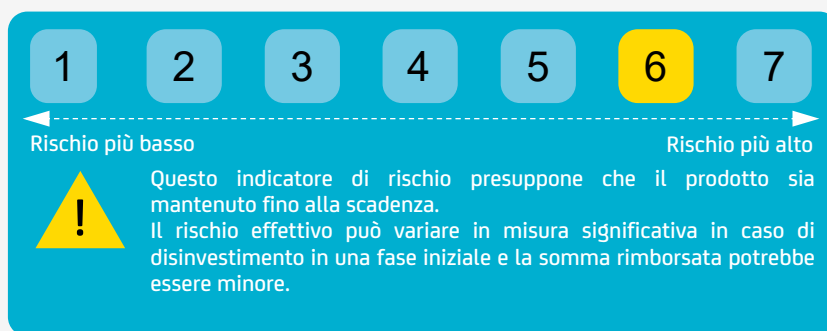 1 2 3 4 5 6 7
Rischio più basso Rischio più alto
Questo indicatore di rischio presuppone che il prodotto sia
mantenuto fino alla scadenza.
Il rischio effettivo può variare in misura significativa in caso di
disinvestimento in una fase iniziale e la somma rimborsata potrebbe
essere minore.
!